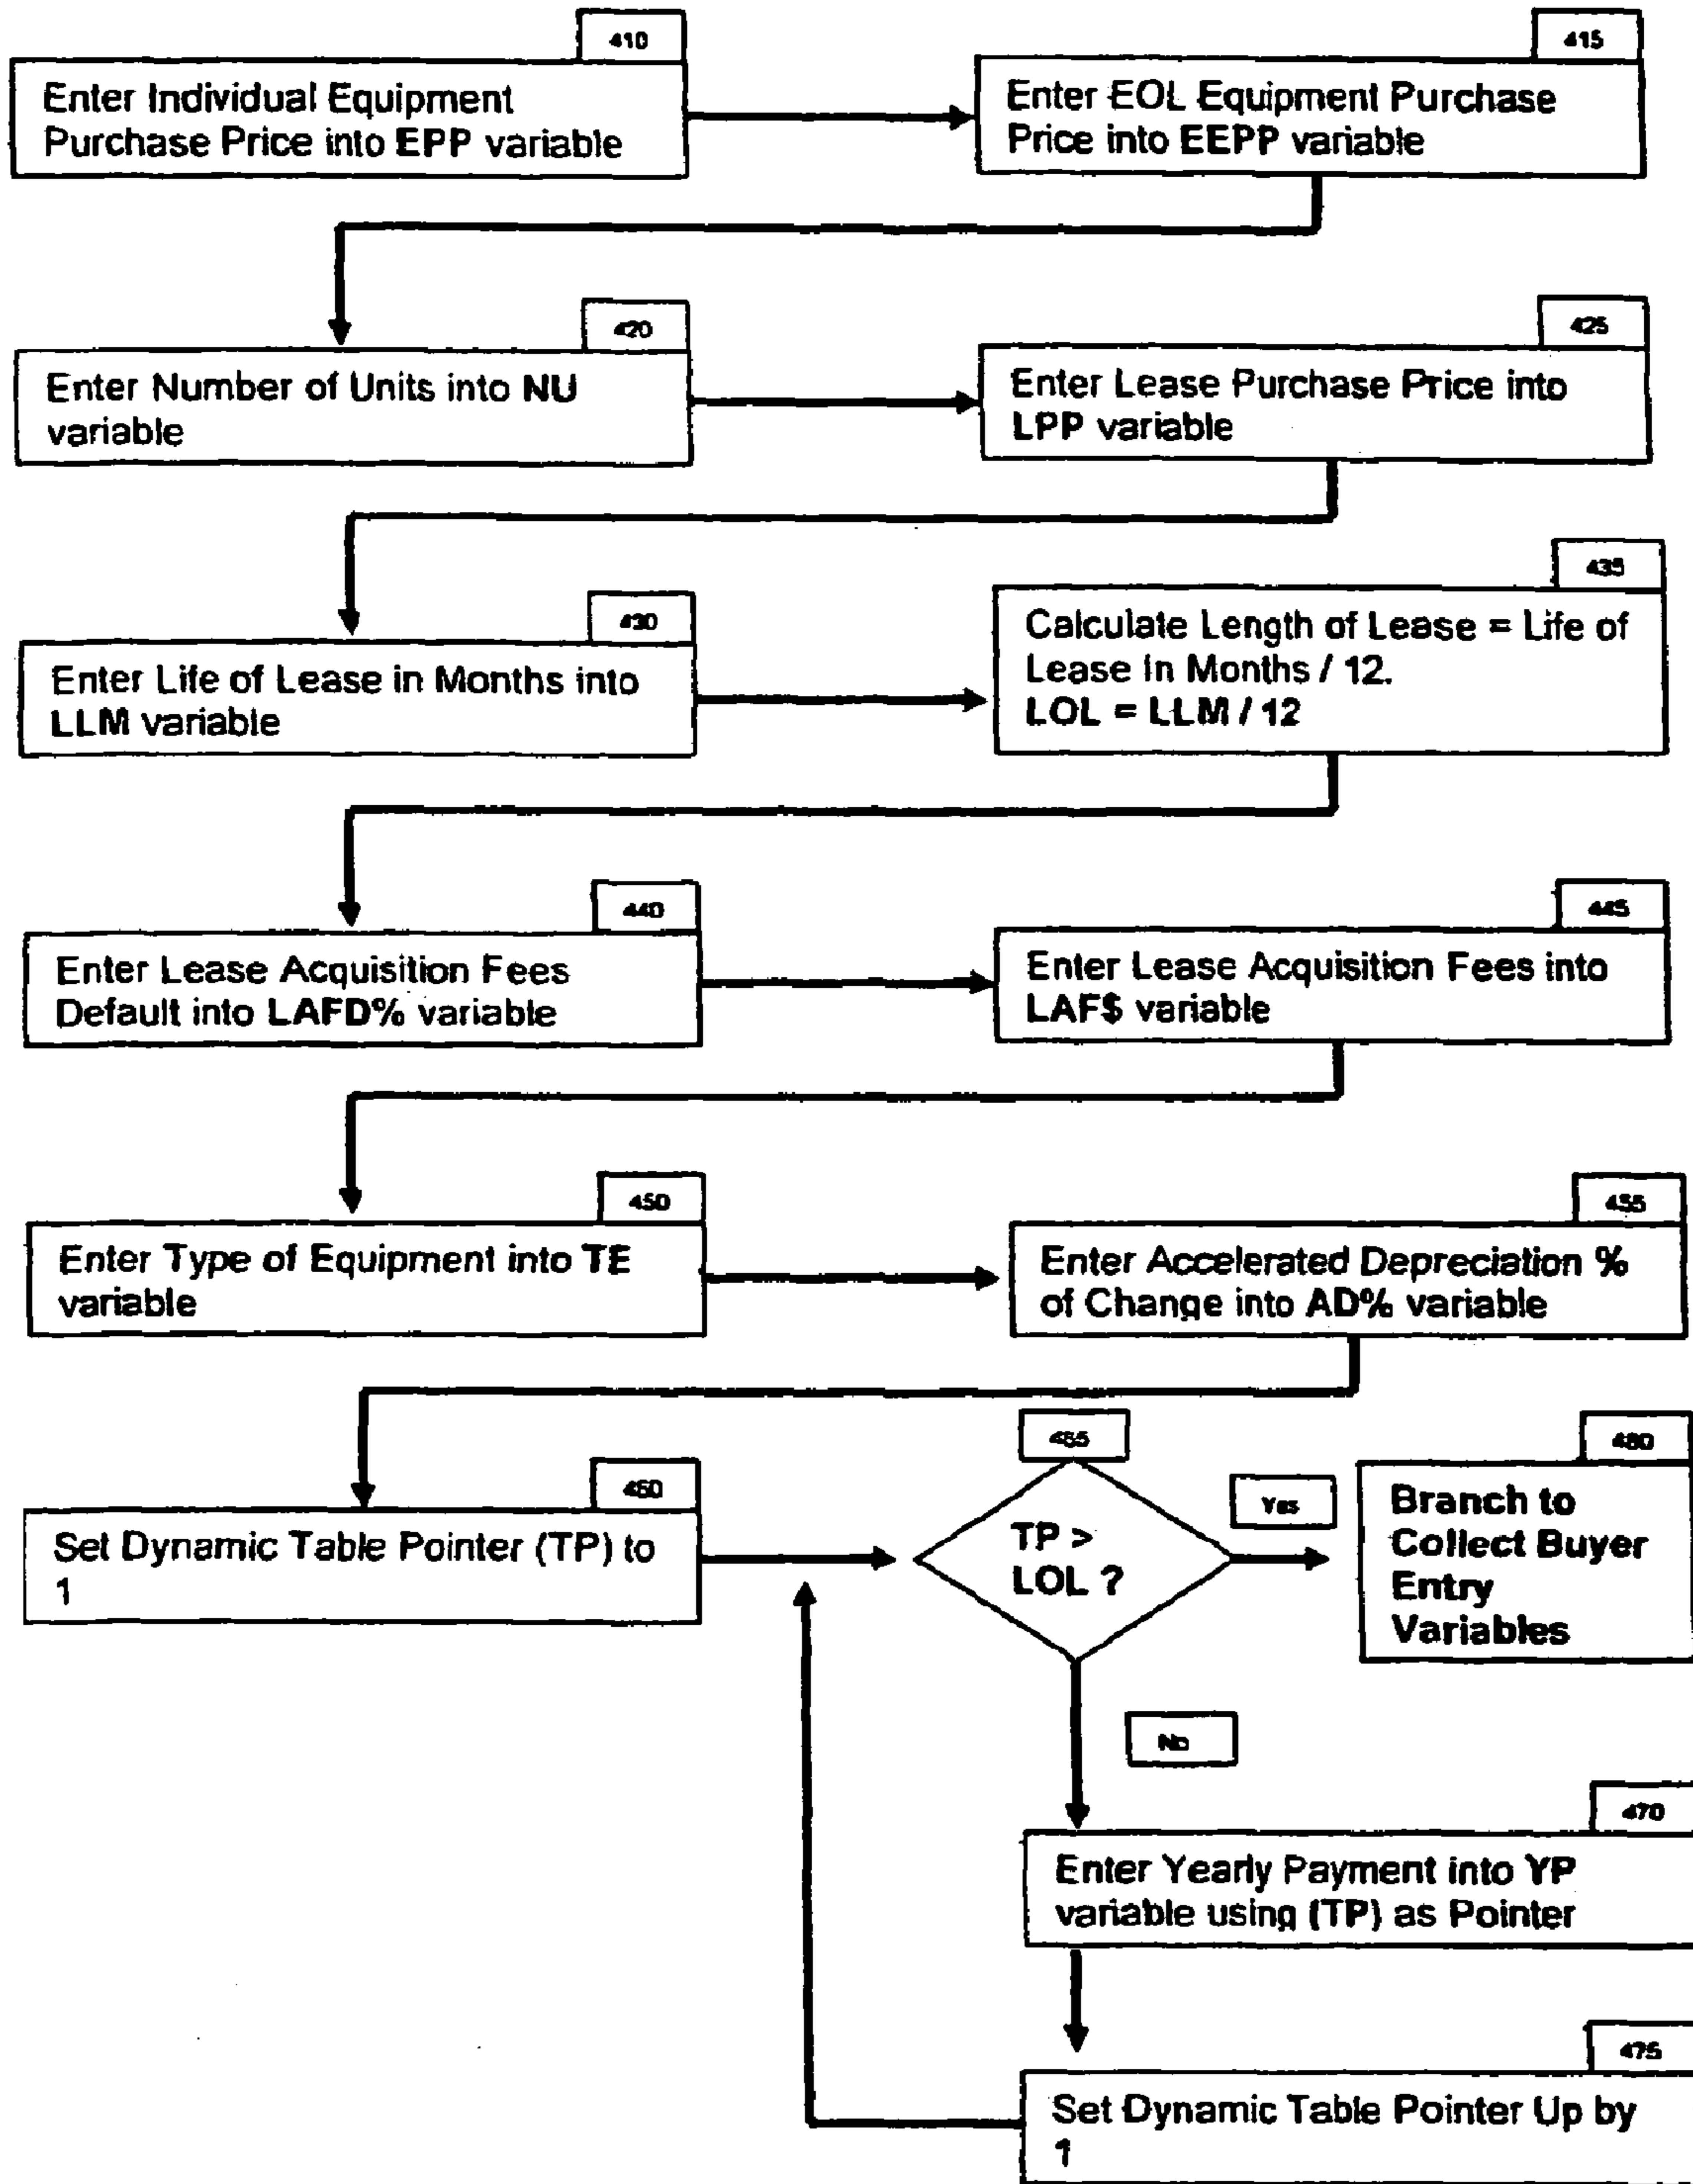 410
Enter Individual Equipment
Purchase Price into EPP variable
415
Enter EOL Equipment Purchase
Price into EEPP variable
420
Enter Number of Units into NU
variable
425
Enter Lease Purchase Price into
LPP variable
430
Enter Life of Lease in Months into
LLM variable
435
Calculate Length of Lease = Life of
Lease In Months / 12.
LOL = LLM / 12
440
Enter Lease Acquisition Fees
Default into LAFD% variable
445
Enter Lease Acquisition Fees into
LAF$ variable
450
Enter Type of Equipment into TE
variable
455
Enter Accelerated Depreciation %
of Change into AD% variable
460
Set Dynamic Table Pointer (TP) to
1
465
TP >
LOL ?
Yes
480
Branch to
Collect Buyer
Entry
Variables
No
470
Enter Yearly Payment into YP
variable using (TP) as Pointer
475
Set Dynamic Table Pointer Up by
1